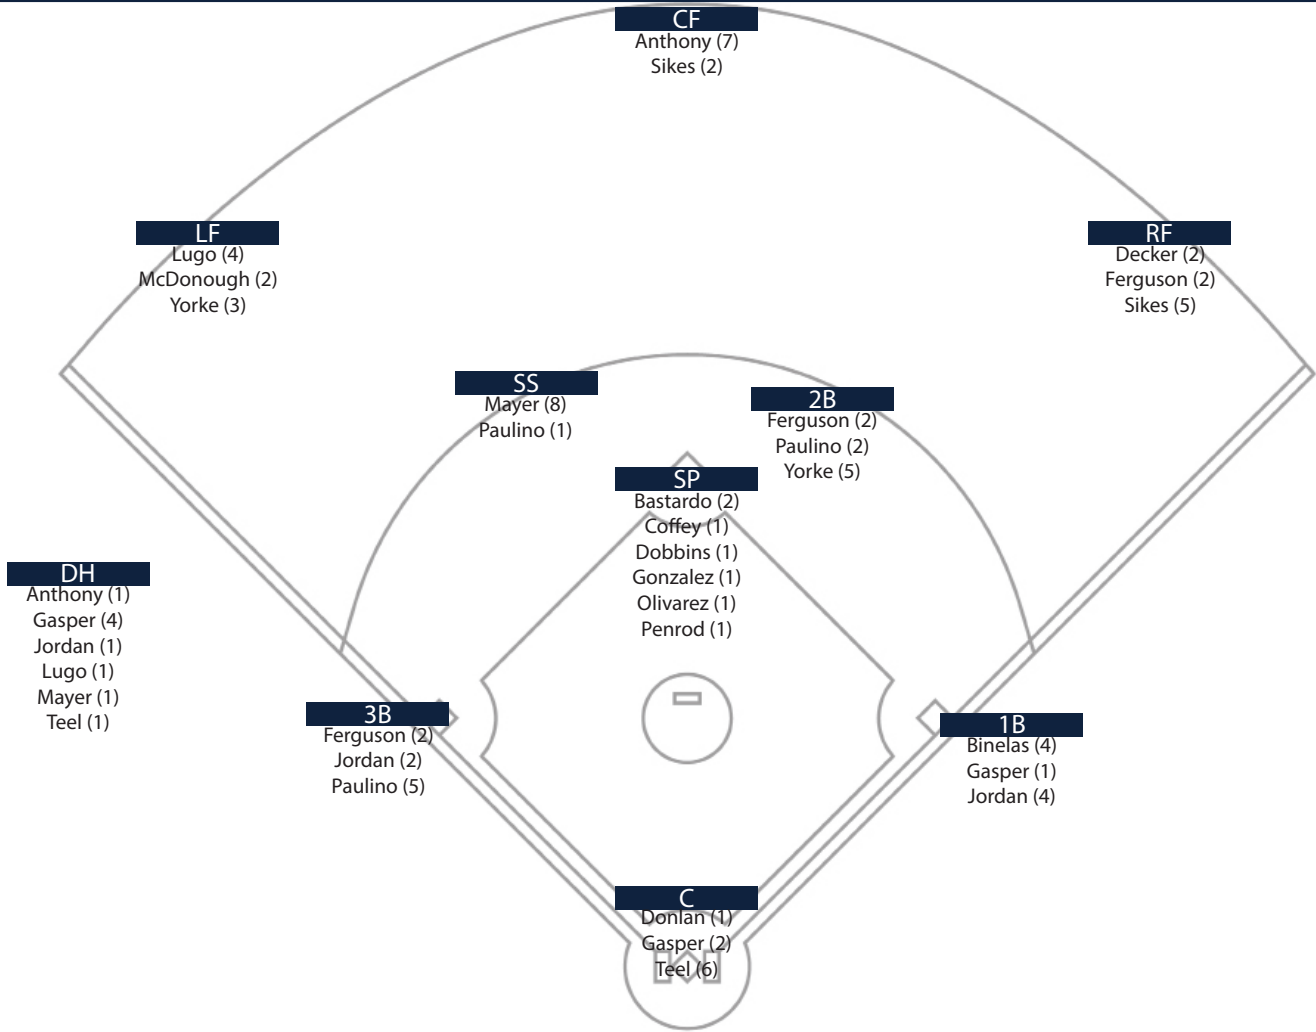 CF
Anthony (7)
Sikes (2)
LF
Lugo (4)
McDonough (2)
Yorke (3)
RF
Decker (2)
Ferguson (2)
Sikes (5)
SS
Mayer (8)
Paulino (1)
2B
Ferguson (2)
Paulino (2)
Yorke (5)
SP
Bastardo (2)
Coffey (1)
Dobbins (1)
Gonzalez (1)
Olivarez (1)
Penrod (1)
DH
Anthony (1)
Gasper (4)
Jordan (1)
Lugo (1)
Mayer (1)
Teel (1)
3B
Ferguson (2)
Jordan (2)
Paulino (5)
1B
Binelas (4)
Gasper (1)
Jordan (4)
C
Donlan (1)
Gasper (2)
Teel (6)